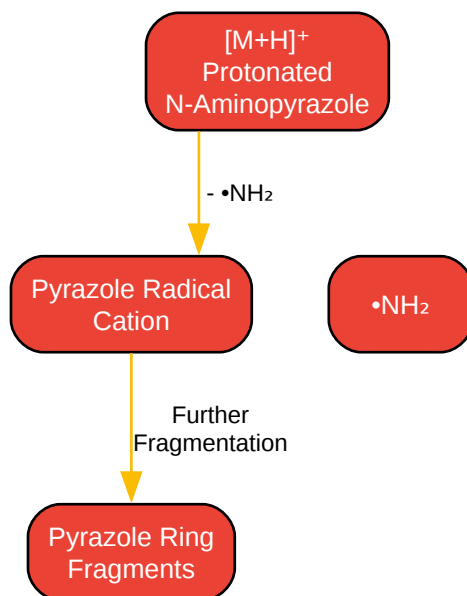 [M+H]⁺
Protonated
N-Aminopyrazole
- •NH₂
Pyrazole Radical
Cation
•NH₂
Further
Fragmentation
Pyrazole Ring
Fragments